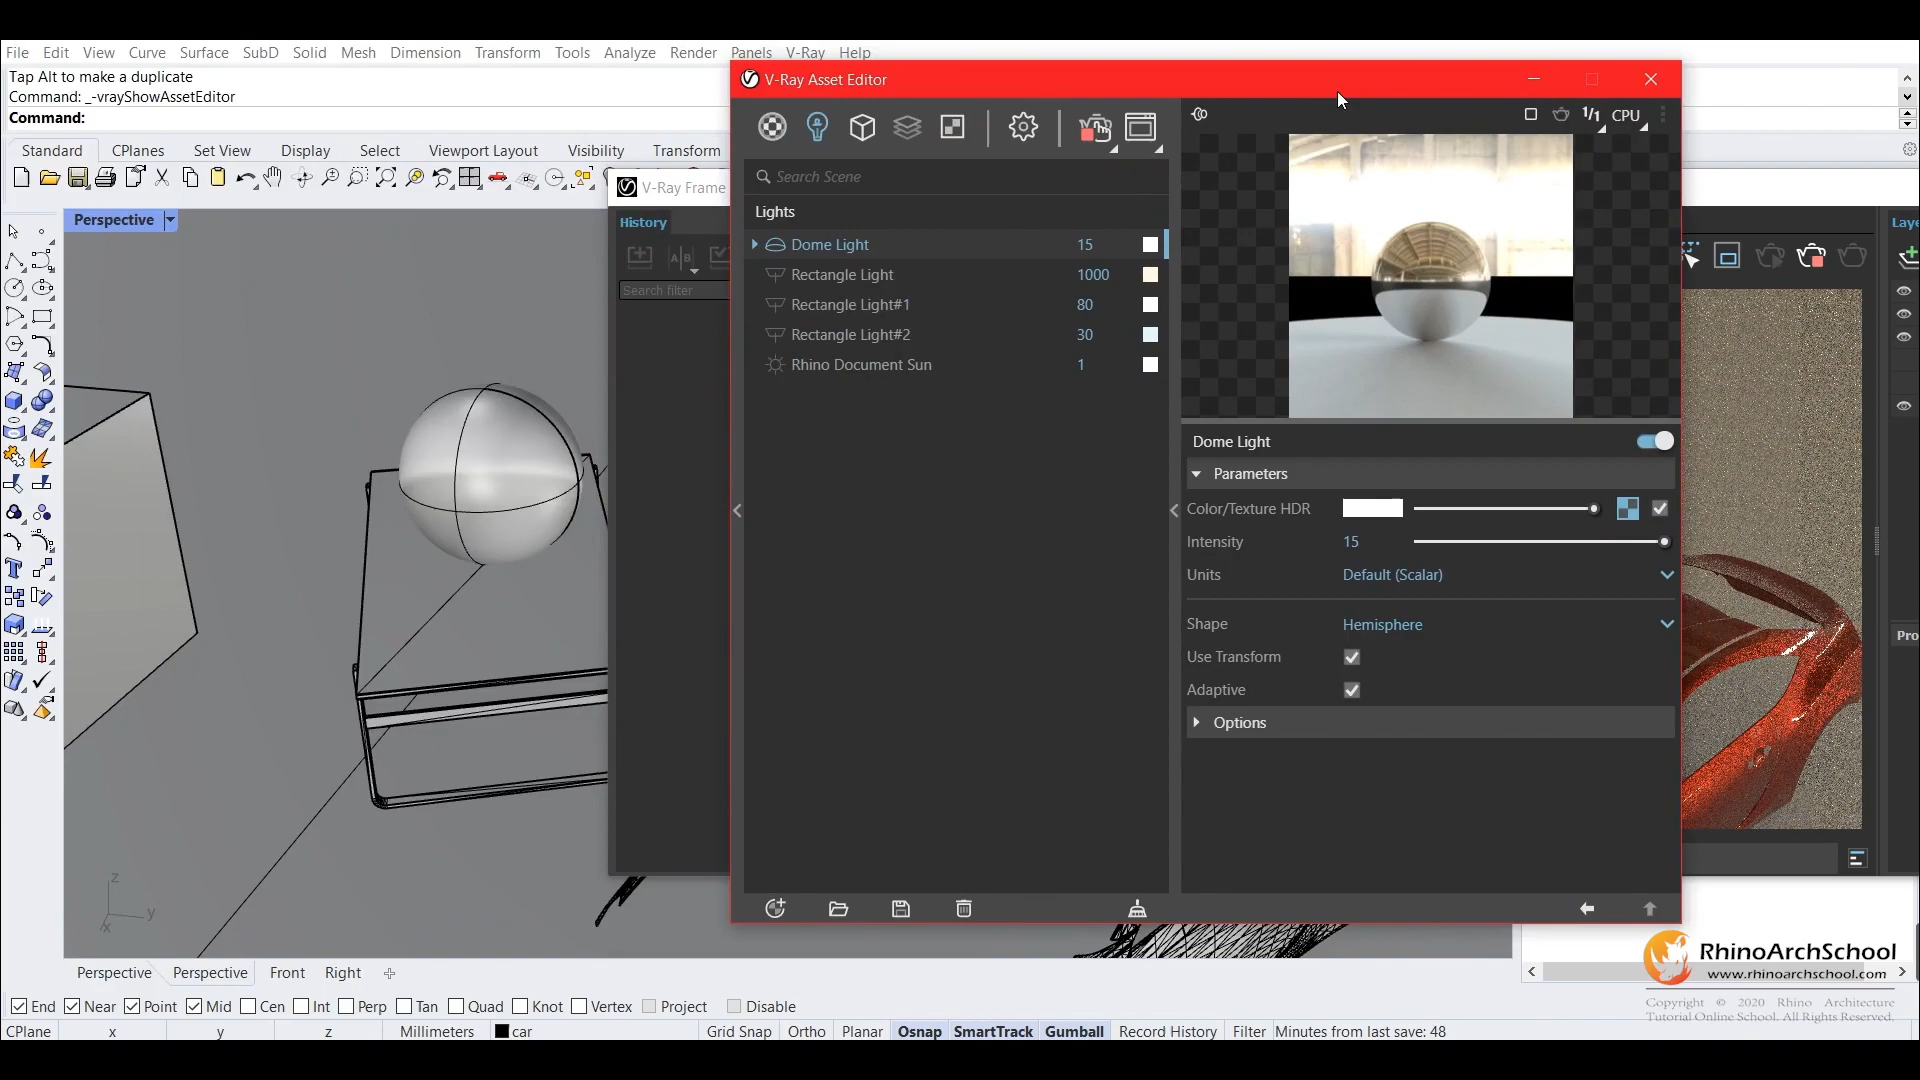 File Edit View Curve Surface SubD Solid Mesh Dimension Transform Tools Analyze Render Panels V-Ray Help
Tap Alt to make a duplicate
Command: _-vrayShowAssetEditor
Command:
Standard CPlanes Set View Display Select Viewport Layout Visibility Transform
Perspective
V-Ray Frame
History
A B
Search filter
V-Ray Asset Editor
1/1 CPU
Search Scene
Lights
Dome Light 15
Rectangle Light 1000
Rectangle Light#1 80
Rectangle Light#2 30
Rhino Document Sun 1
Dome Light
Parameters
Color/Texture HDR
Intensity 15
Units Default (Scalar)
Shape Hemisphere
Use Transform
Adaptive
Options
Laye
Pro
z
y
x
Perspective Perspective Front Right
End Near Point Mid Cen Int Perp Tan Quad Knot Vertex Project Disable
CPlane x y z Millimeters car Grid Snap Ortho Planar Osnap SmartTrack Gumball Record History Filter Minutes from last save: 48
RhinoArchSchool
www.rhinoarchschool.com
Copyright © 2020 Rhino Architecture
Tutorial Online School. All Rights Reserved.